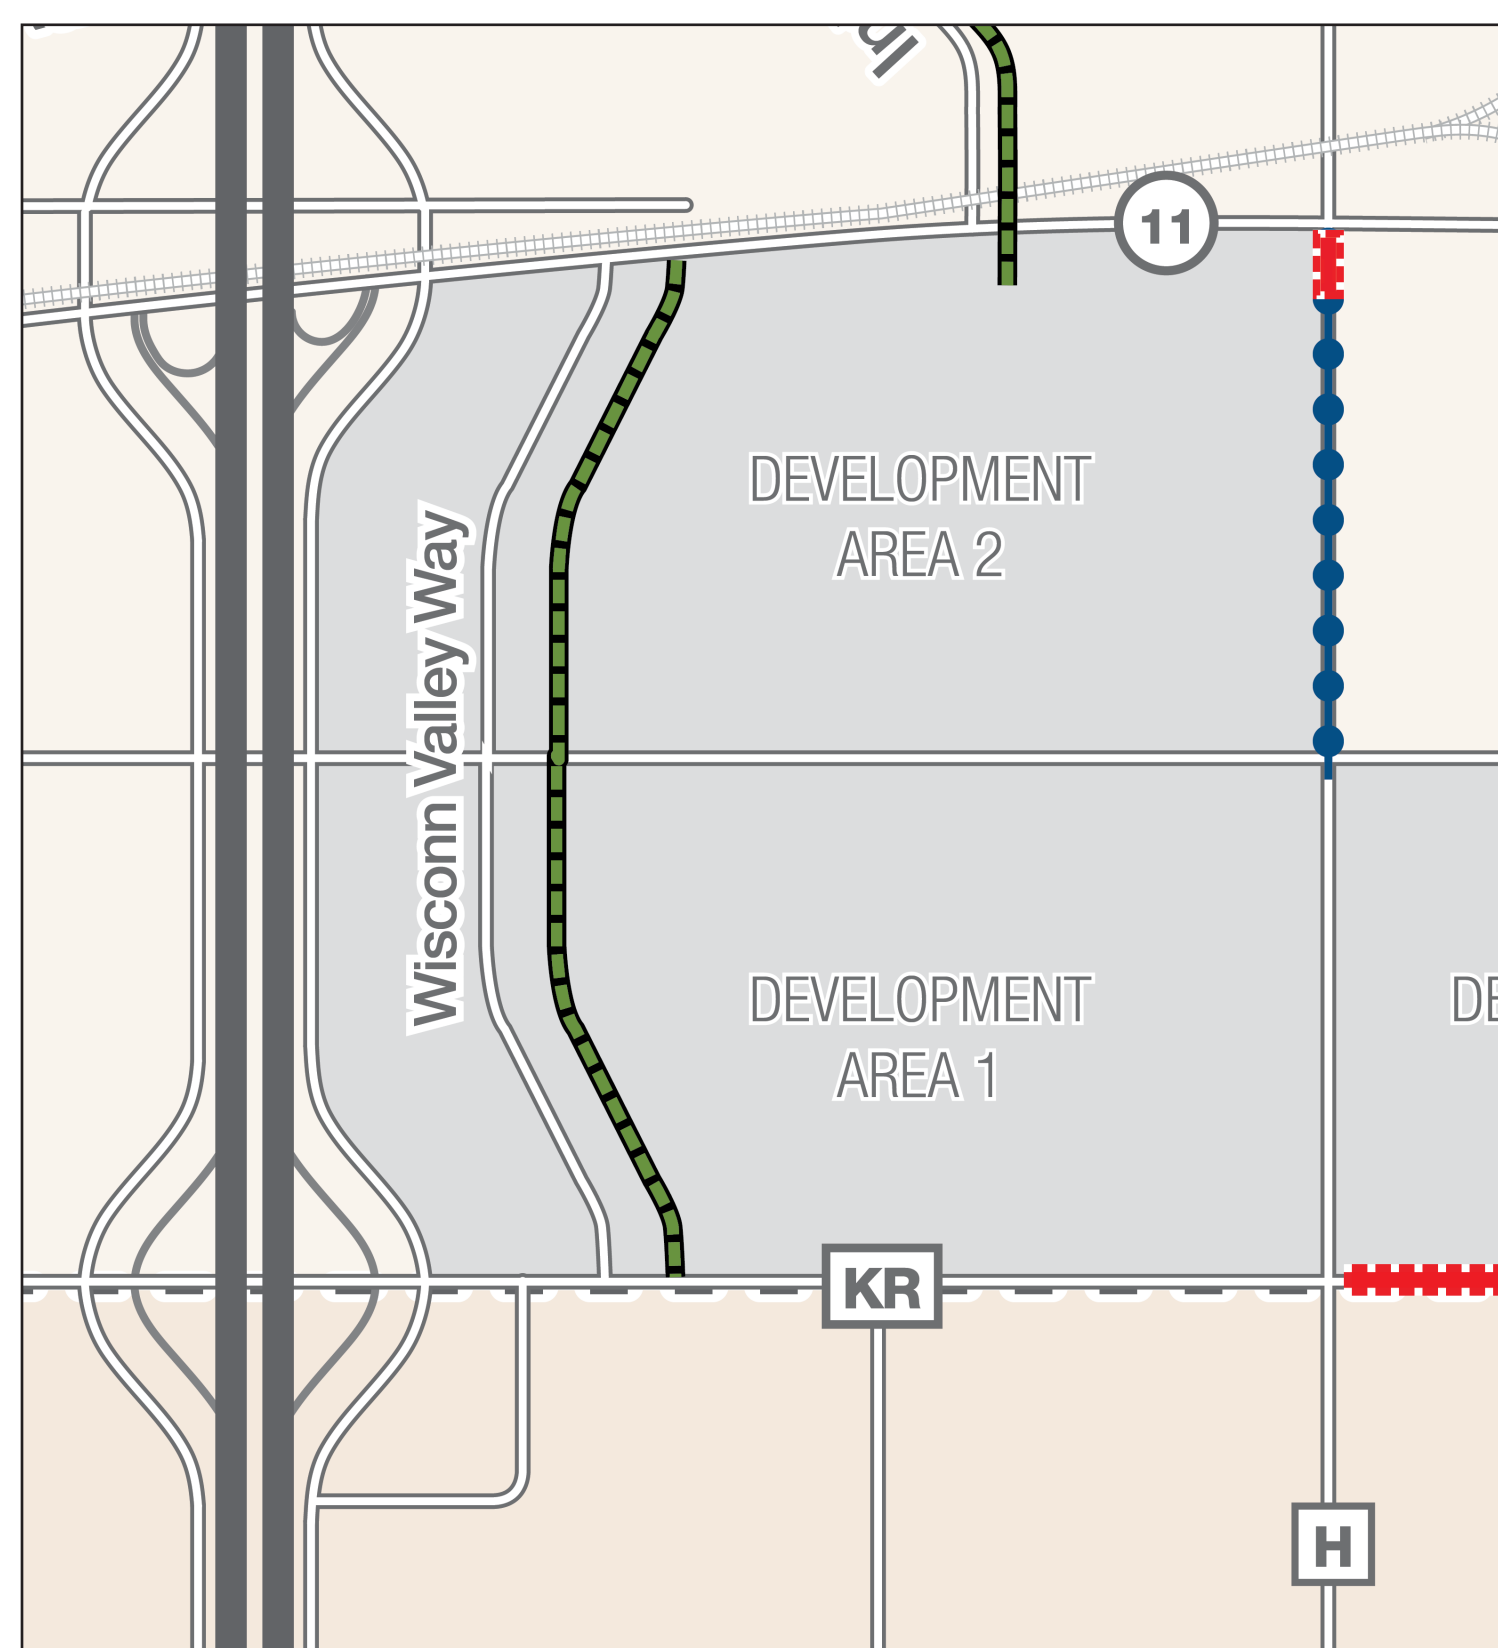 11
DEVELOPMENT
AREA 2
Wisconn Valley Way
DEVELOPMENT
AREA 1
KR
H